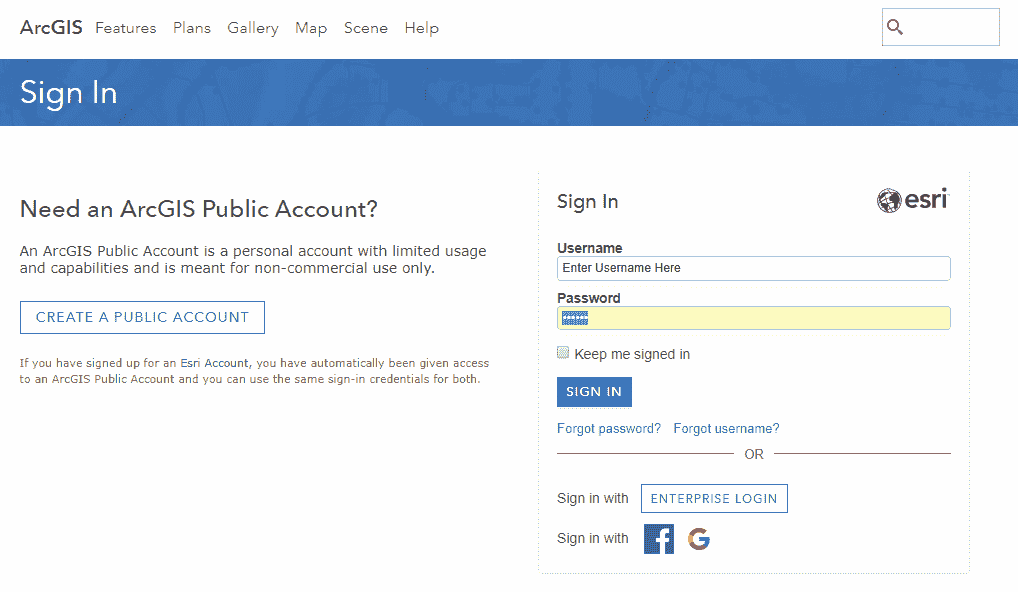 ArcGIS Features Plans Gallery Map Scene Help
Sign In
Need an ArcGIS Public Account?
An ArcGIS Public Account is a personal account with limited usage
and capabilities and is meant for non-commercial use only.
CREATE A PUBLIC ACCOUNT
If you have signed up for an Esri Account, you have automatically been given access
to an ArcGIS Public Account and you can use the same sign-in credentials for both.
Sign In
esri
Username
Enter Username Here
Password
Keep me signed in
SIGN IN
Forgot password? Forgot username?
OR
Sign in with ENTERPRISE LOGIN
Sign in with f G